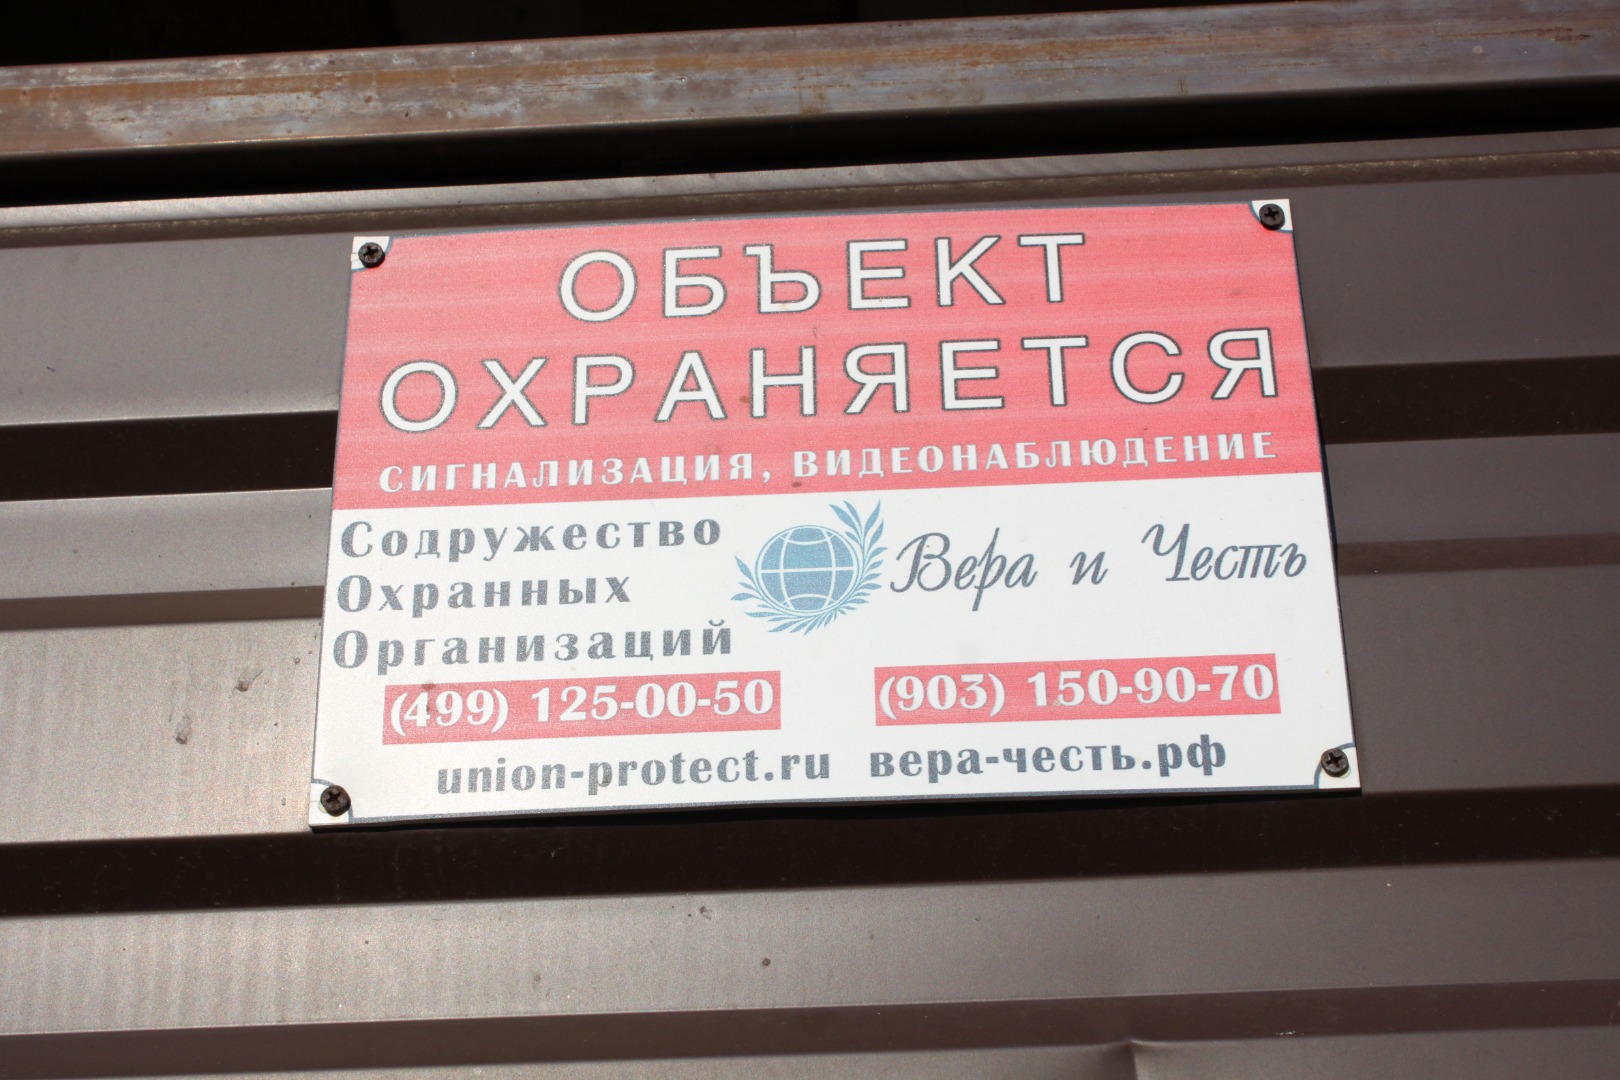 ОБЪЕКТ
ОХРАНЯЕТСЯ
СИГНАЛИЗАЦИЯ, ВИДЕОНАБЛЮДЕНИЕ
Содружество
Охранных
Организаций
Вера и Честь
(499) 125-00-50
(903) 150-90-70
union-protect.ru
вера-честь.рф